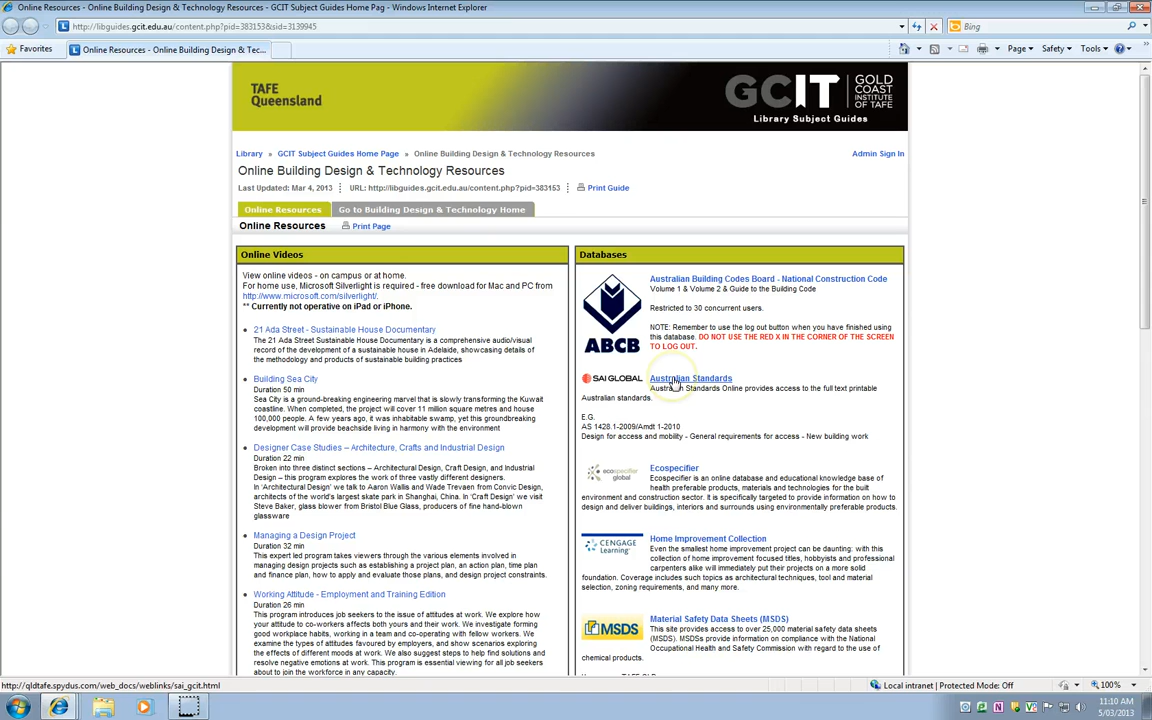 Online Resources - Online Building Design & Technology Resources - GCIT Subject Guides Home Pag - Windows Internet Explorer
http://libguides.gcit.edu.au/content.php?pid=383153&sid=3139945
Bing
Favorites
Online Resources - Online Building Design & Tec...
Page
Safety
Tools
TAFE
Queensland
GCIT
GOLD
COAST
INSTITUTE
OF TAFE
Library Subject Guides
Library » GCIT Subject Guides Home Page » Online Building Design & Technology Resources
Admin Sign In
Online Building Design & Technology Resources
Last Updated: Mar 4, 2013
URL: http://libguides.gcit.edu.au/content.php?pid=383153
Print Guide
Online Resources
Go to Building Design & Technology Home
Online Resources
Print Page
Online Videos
View online videos - on campus or at home.
For home use, Microsoft Silverlight is required - free download for Mac and PC from
http://www.microsoft.com/silverlight/.
** Currently not operative on iPad or iPhone.
21 Ada Street - Sustainable House Documentary
The 21 Ada Street Sustainable House Documentary is a comprehensive audio/visual
record of the development of a sustainable house in Adelaide, showcasing details of
the methodology and products of sustainable building practices
Building Sea City
Duration 50 min
Sea City is a ground-breaking engineering marvel that is slowly transforming the Kuwait
coastline. When completed, the project will cover 11 million square metres and house
100,000 people. A few years ago, it was inhabitable swamp, yet this groundbreaking
development will provide beachside living in harmony with the environment
Designer Case Studies – Architecture, Crafts and Industrial Design
Duration 22 min
Broken into three distinct sections – Architectural Design, Craft Design, and Industrial
Design – this program explores the work of three vastly different designers.
In 'Architectural Design' we talk to Aaron Wallis and Wade Trevaen from Convic Design,
architects of the world's largest skate park in Shanghai, China. In 'Craft Design' we visit
Steve Baker, glass blower from Bristol Blue Glass, producers of fine hand-blown
glassware
Managing a Design Project
Duration 32 min
This expert led program takes viewers through the various elements involved in
managing design projects such as establishing a project plan, an action plan, time plan
and finance plan, how to apply and evaluate those plans, and design project constraints.
Working Attitude - Employment and Training Edition
Duration 26 min
This program introduces job seekers to the issue of attitudes at work. We explore how
your attitude to co-workers affects both yours and their work. We investigate forming
good workplace habits, working in a team and co-operating with fellow workers. We
examine the types of attitudes favoured by employers, and show scenarios exploring
the effects of different moods at work. We also suggest steps to help find solutions and
resolve negative emotions at work. This program is essential viewing for all job seekers
about to join the workforce in any capacity.
Databases
ABCB
Australian Building Codes Board - National Construction Code
Volume 1 & Volume 2 & Guide to the Building Code
Restricted to 30 concurrent users.
NOTE: Remember to use the log out button when you have finished using
this database. DO NOT USE THE RED X IN THE CORNER OF THE SCREEN
TO LOG OUT.
SAI GLOBAL
Australian Standards
Australian Standards Online provides access to the full text printable
Australian standards.
E.G.
AS 1428.1-2009/Amdt 1-2010
Design for access and mobility - General requirements for access - New building work
ecospecifier
global
Ecospecifier
Ecospecifier is an online database and educational knowledge base of
health preferable products, materials and technologies for the built
environment and construction sector. It is specifically targeted to provide information on how to
design and deliver buildings, interiors and surrounds using environmentally preferable products.
CENGAGE
Learning
Home Improvement Collection
Even the smallest home improvement project can be daunting: with this
collection of home improvement focused titles, hobbyists and professional
carpenters alike will immediately put their projects on a more solid
foundation. Coverage includes such topics as architectural techniques, tool and material
selection, zoning requirements, and many more.
MSDS
Material Safety Data Sheets (MSDS)
This site provides access to over 25,000 material safety data sheets
(MSDS). MSDSs provide information on compliance with the National
Occupational Health and Safety Commission with regard to the use of
chemical products.
http://qldtafe.spydus.com/web_docs/weblinks/sai_gcit.html
Local intranet | Protected Mode: Off
100%
11:10 AM
5/03/2013